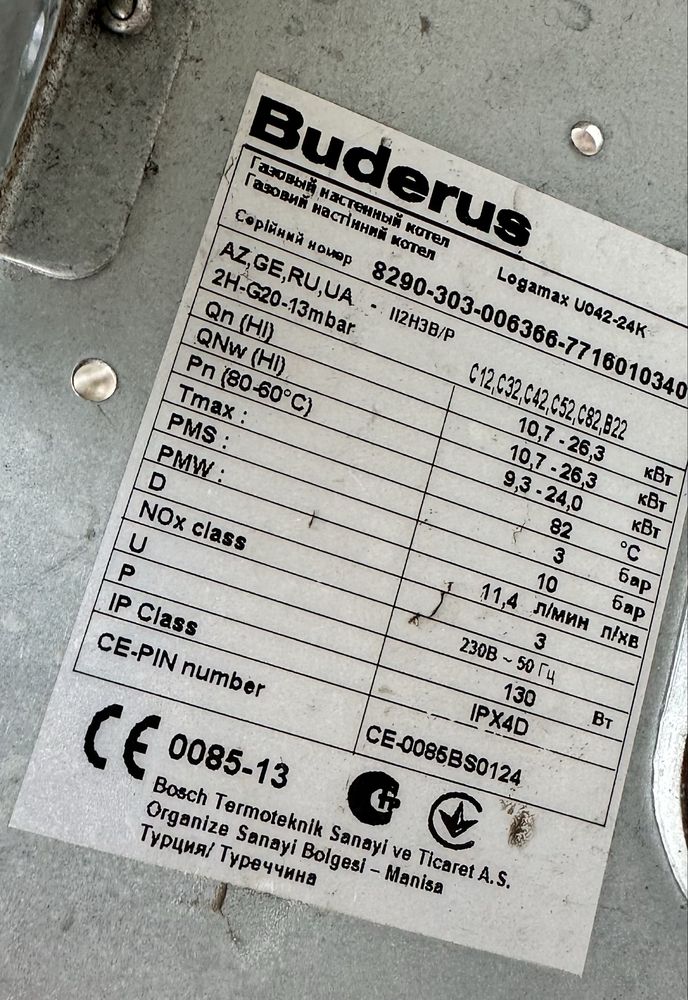 Buderus
Газовый настенный котел
Газовий настінний котел
Logamax U042-24K
Серійний номер 8290-303-006366-7716010340
AZ,GE,RU,UA - II2H3B/P C12,C32,C42,C52,C82,B22
2H-G20-13mbar
Qn (HI) 10,7 - 26,3 кВт
QNw (HI) 10,7 - 26,3 кВт
Pn (80-60°C) 9,3 - 24,0 кВт
Tmax : 82 °C
PMS : 3 бар
PMW : 10 бар
D 11,4 л/мин л/хв
NOx class 3
U 230В ~ 50 Гц
P 130 Вт
IP Class IPX4D
CE-PIN number CE-0085BS0124
CE 0085-13
Bosch Termoteknik Sanayi ve Ticaret A.S.
Organize Sanayi Bolgesi – Manisa
Турция/ Туреччина